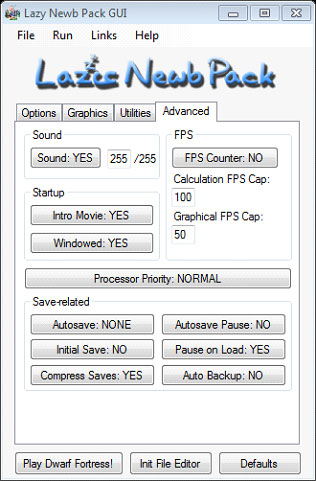 Lazy Newb Pack GUI
File Run Links Help
Lazy Newb Pack
Options Graphics Utilities Advanced
Sound
Sound: YES 255 /255
FPS
FPS Counter: NO
Calculation FPS Cap:
100
Graphical FPS Cap:
50
Startup
Intro Movie: YES
Windowed: YES
Processor Priority: NORMAL
Save-related
Autosave: NONE Autosave Pause: NO
Initial Save: NO Pause on Load: YES
Compress Saves: YES Auto Backup: NO
Play Dwarf Fortress! Init File Editor Defaults